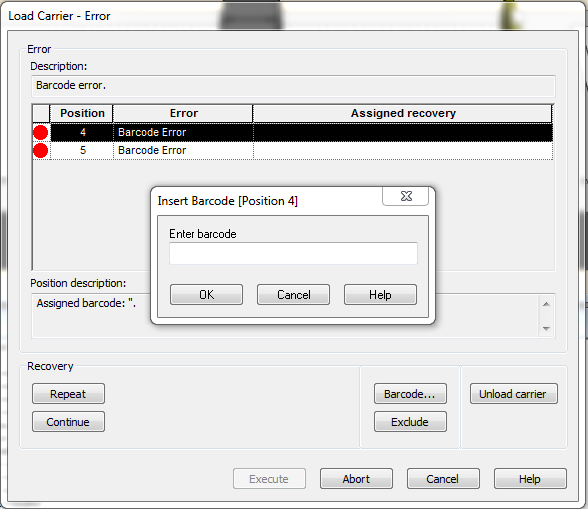 Load Carrier - Error
Error
Description:
Barcode error.
Position Error Assigned recovery
4 Barcode Error
5 Barcode Error
Insert Barcode [Position 4]
Enter barcode
OK Cancel Help
Position description:
Assigned barcode: ".
Recovery
Repeat Barcode... Unload carrier
Continue Exclude
Execute Abort Cancel Help